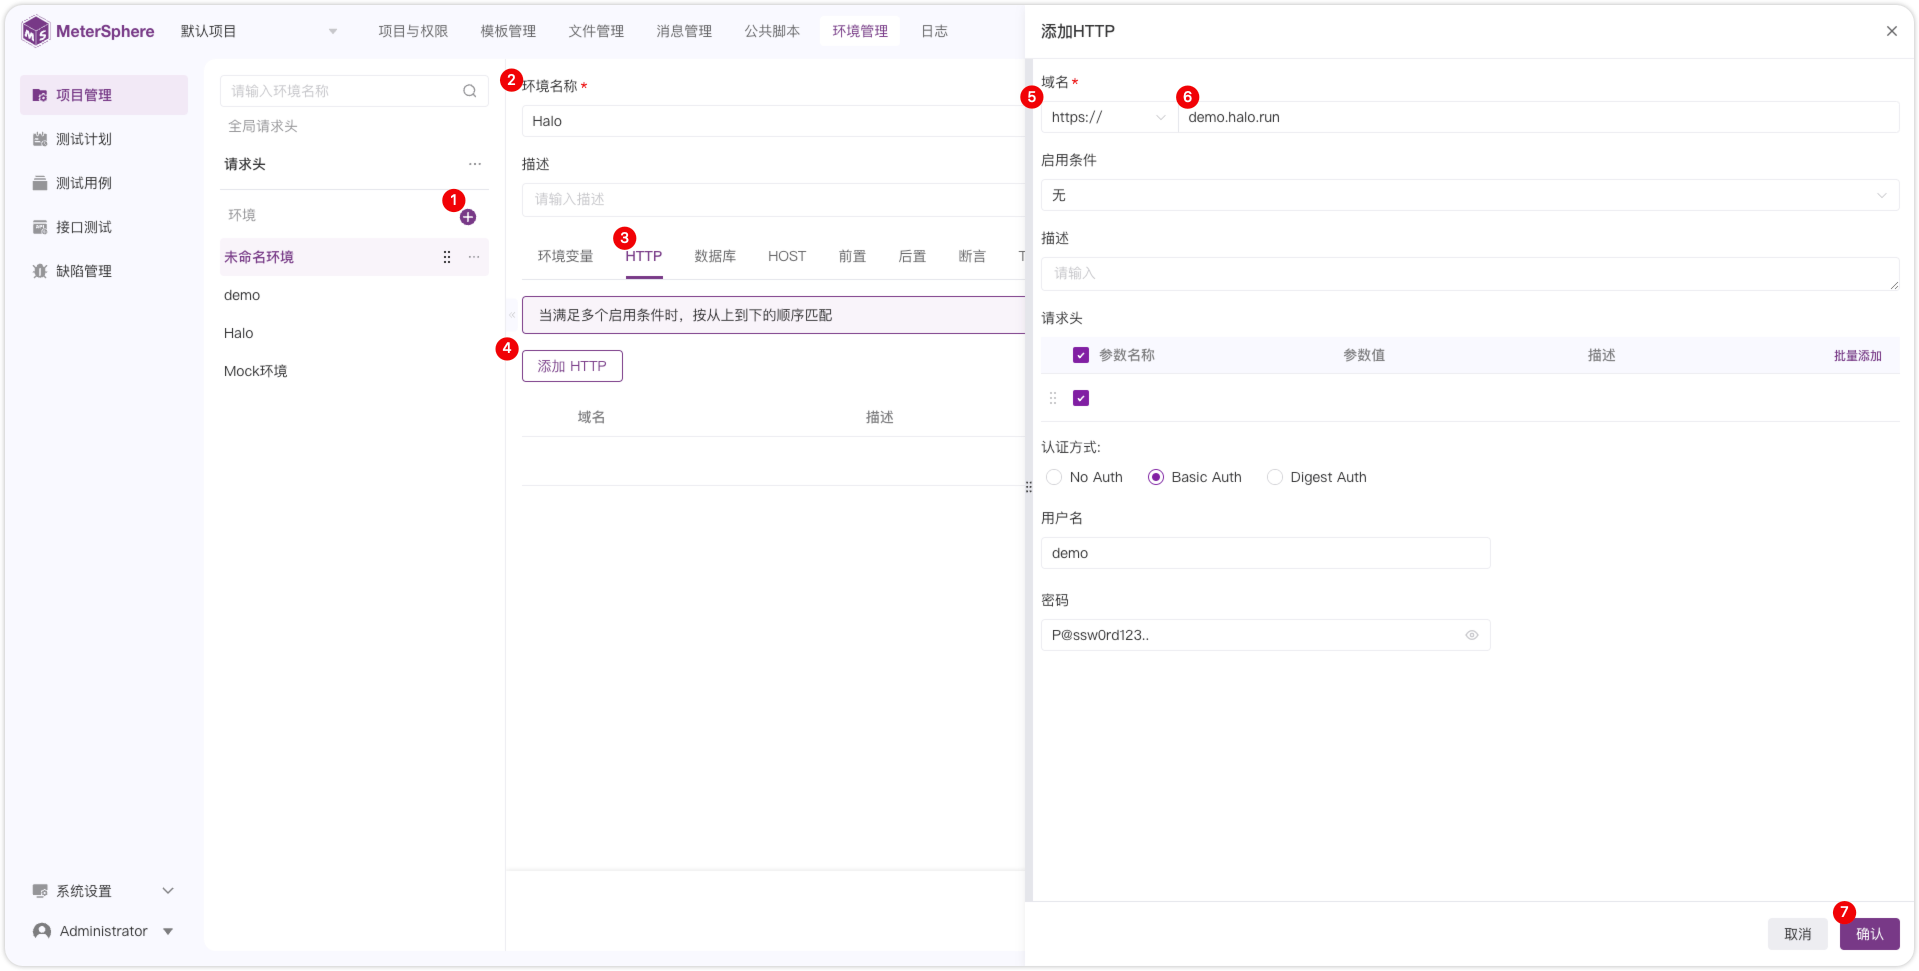 MeterSphere
默认项目
项目与权限
模板管理
文件管理
消息管理
公共脚本
环境管理
日志
项目管理
测试计划
测试用例
接口测试
缺陷管理
系统设置
Administrator
请输入环境名称
全局请求头
请求头
1
环境
未命名环境
demo
Halo
Mock环境
2
环境名称 *
Halo
描述
请输入描述
3
环境变量
HTTP
数据库
HOST
前置
后置
断言
当满足多个启用条件时，按从上到下的顺序匹配
4
添加 HTTP
域名
描述
添加HTTP
域名 *
5
https://
6
demo.halo.run
启用条件
无
描述
请输入
请求头
参数名称
参数值
描述
批量添加
认证方式:
No Auth
Basic Auth
Digest Auth
用户名
demo
密码
P@ssw0rd123..
取消
7
确认